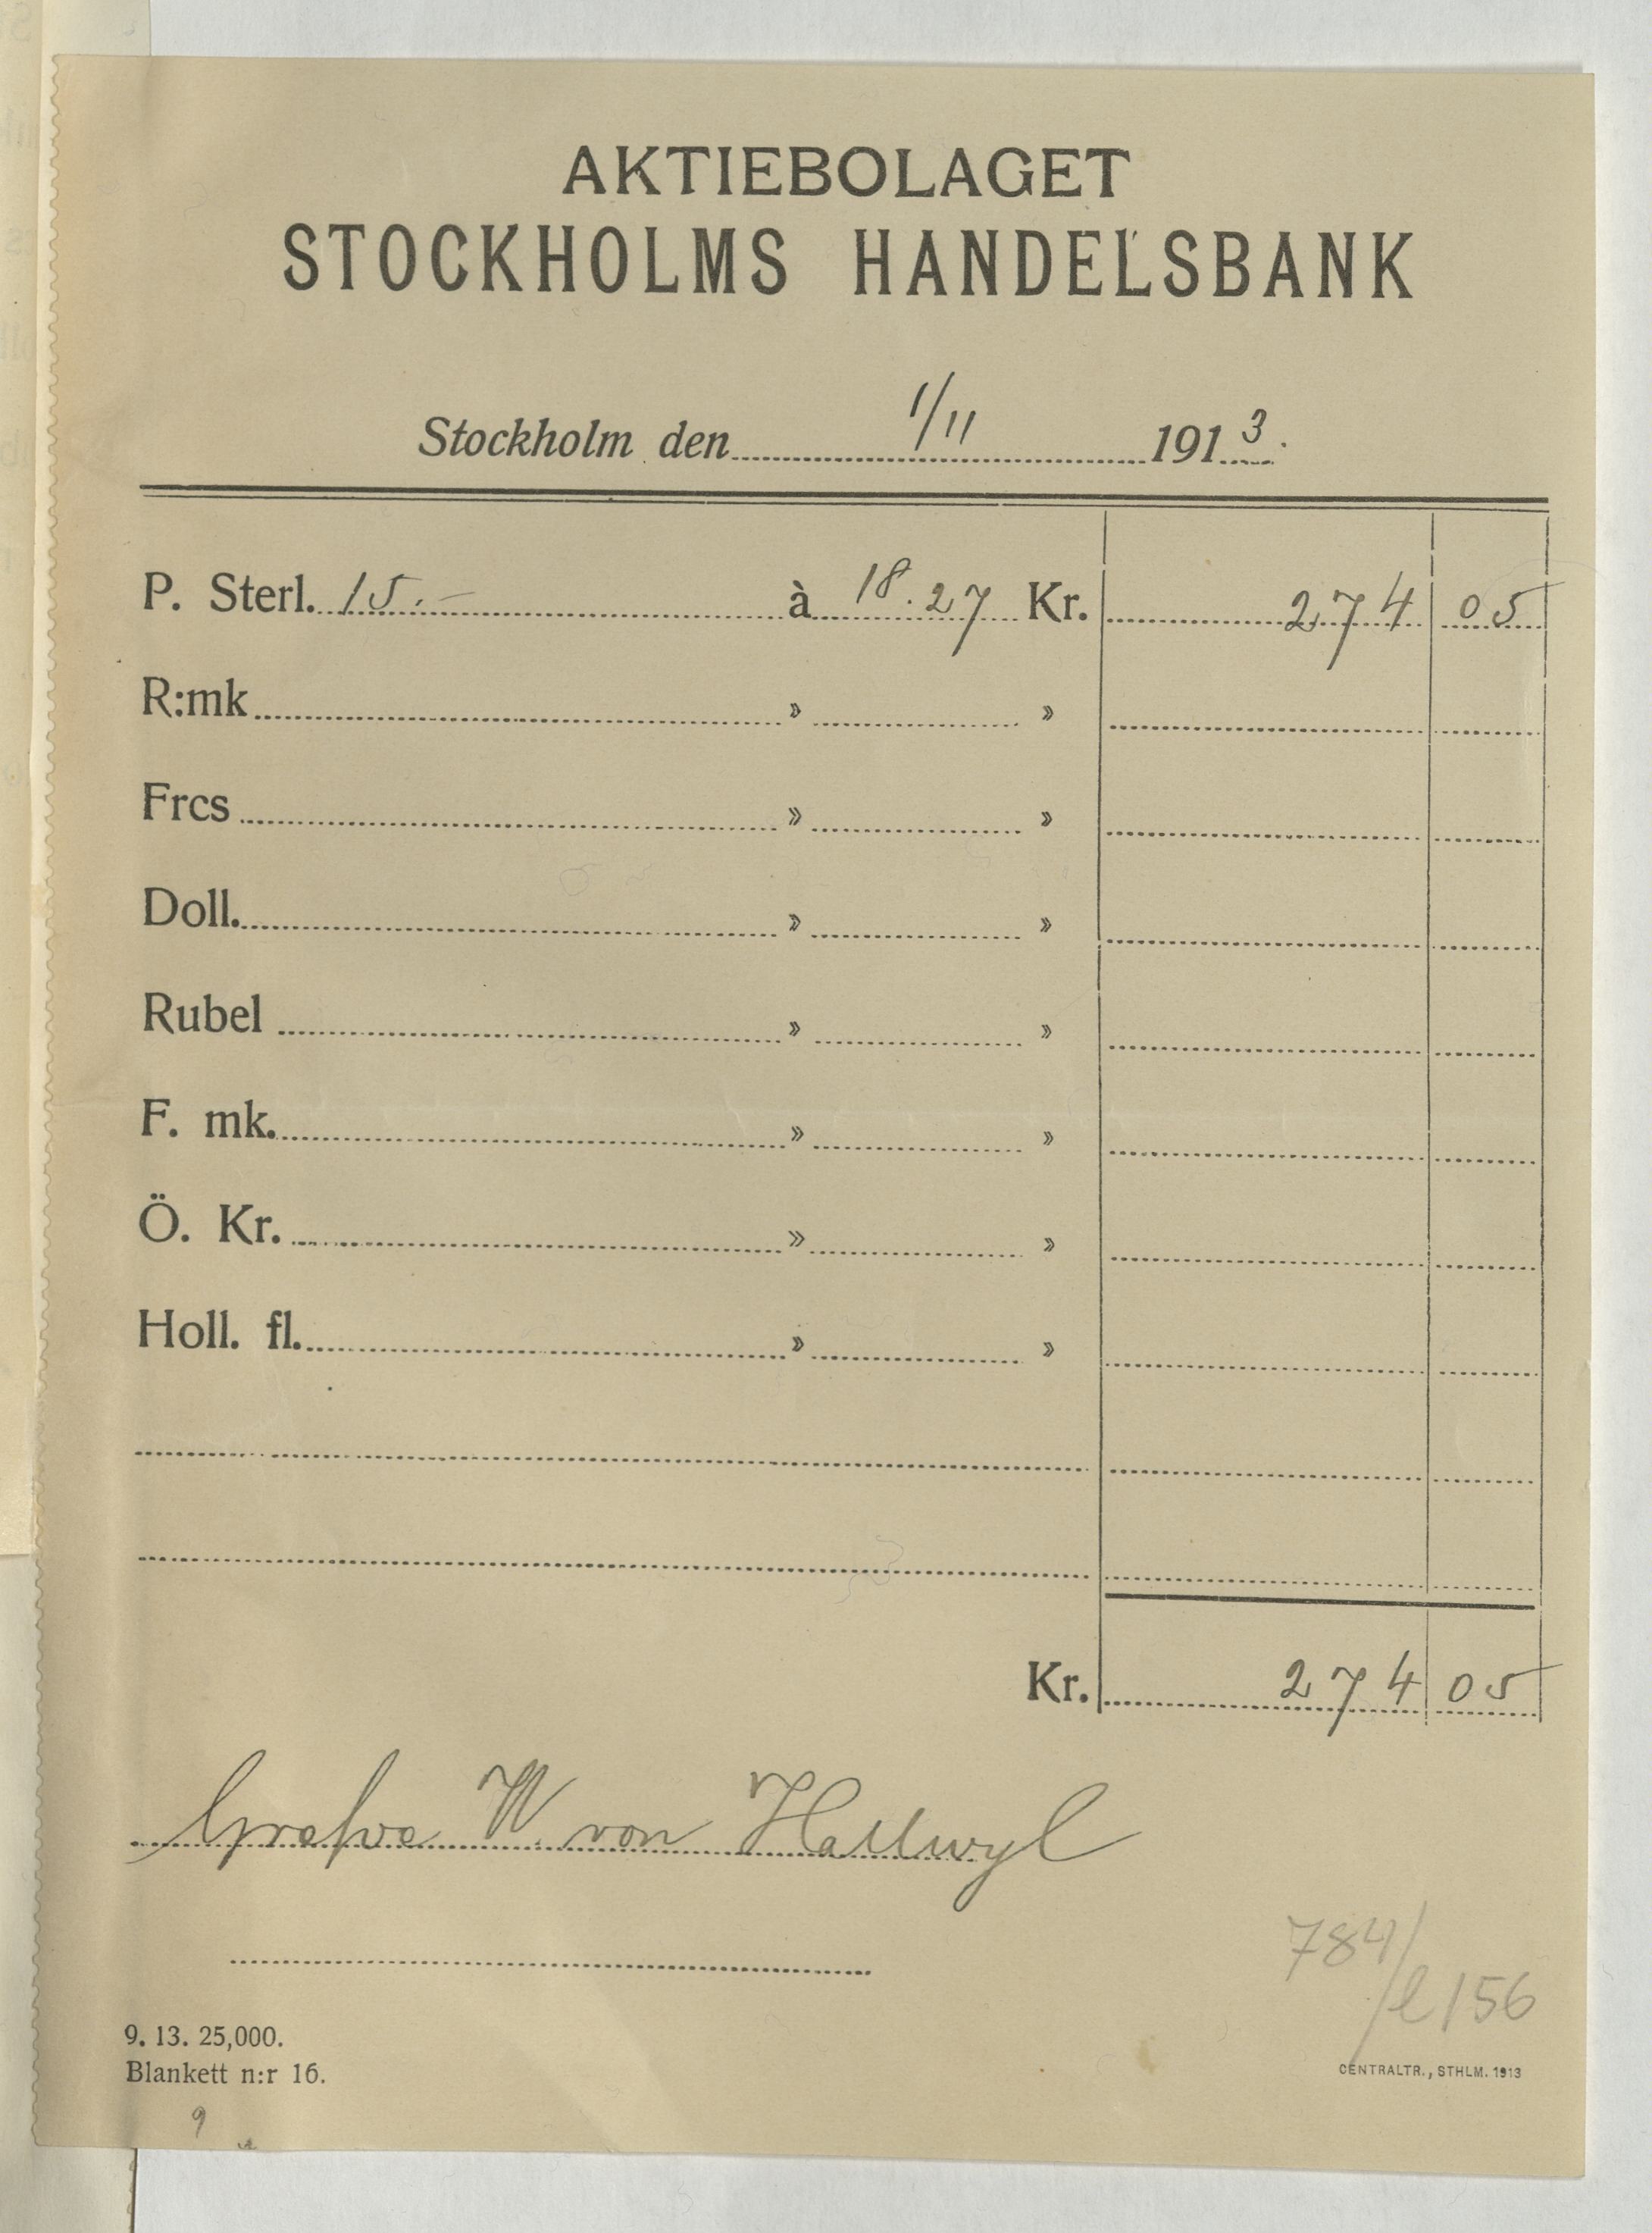 AKTIEBOLAGET
STOCKHOLMS HANDELSBANK
Stockholm den 1/11 1913.
P. Sterl. 15.- à 18.27 Kr. 274 05
R:mk » »
Frcs » »
Doll. » »
Rubel » »
F. mk. » »
Ö. Kr. » »
Holl. fl. » »
Kr. 274 05
Grefve W. von Hallwyl
784/
/l 156
9. 13. 25,000.
Blankett n:r 16.
CENTRALTR., STHLM. 1913
9